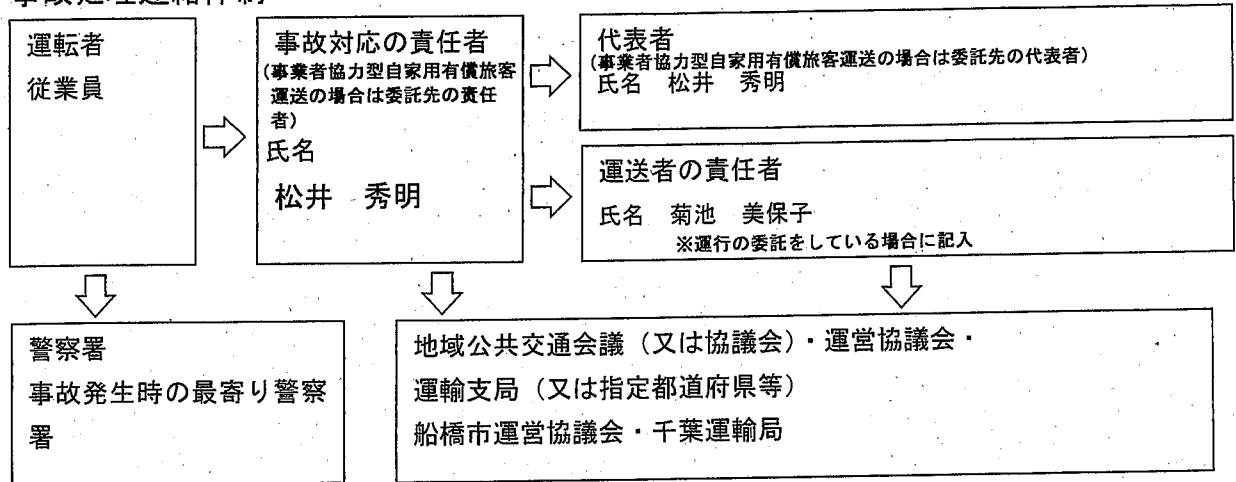 事故処理連絡体制
運転者
従業員
事故対応の責任者
(事業者協力型自家用有償旅客
運送の場合は委託先の責任
者)
氏名
松井 秀明
代表者
(事業者協力型自家用有償旅客運送の場合は委託先の代表者)
氏名 松井 秀明
運送者の責任者
氏名 菊池 美保子
※運行の委託をしている場合に記入
警察署
事故発生時の最寄り警察
署
地域公共交通会議(又は協議会)・運営協議会・
運輸支局(又は指定都道府県等)
船橋市運営協議会・千葉運輸局